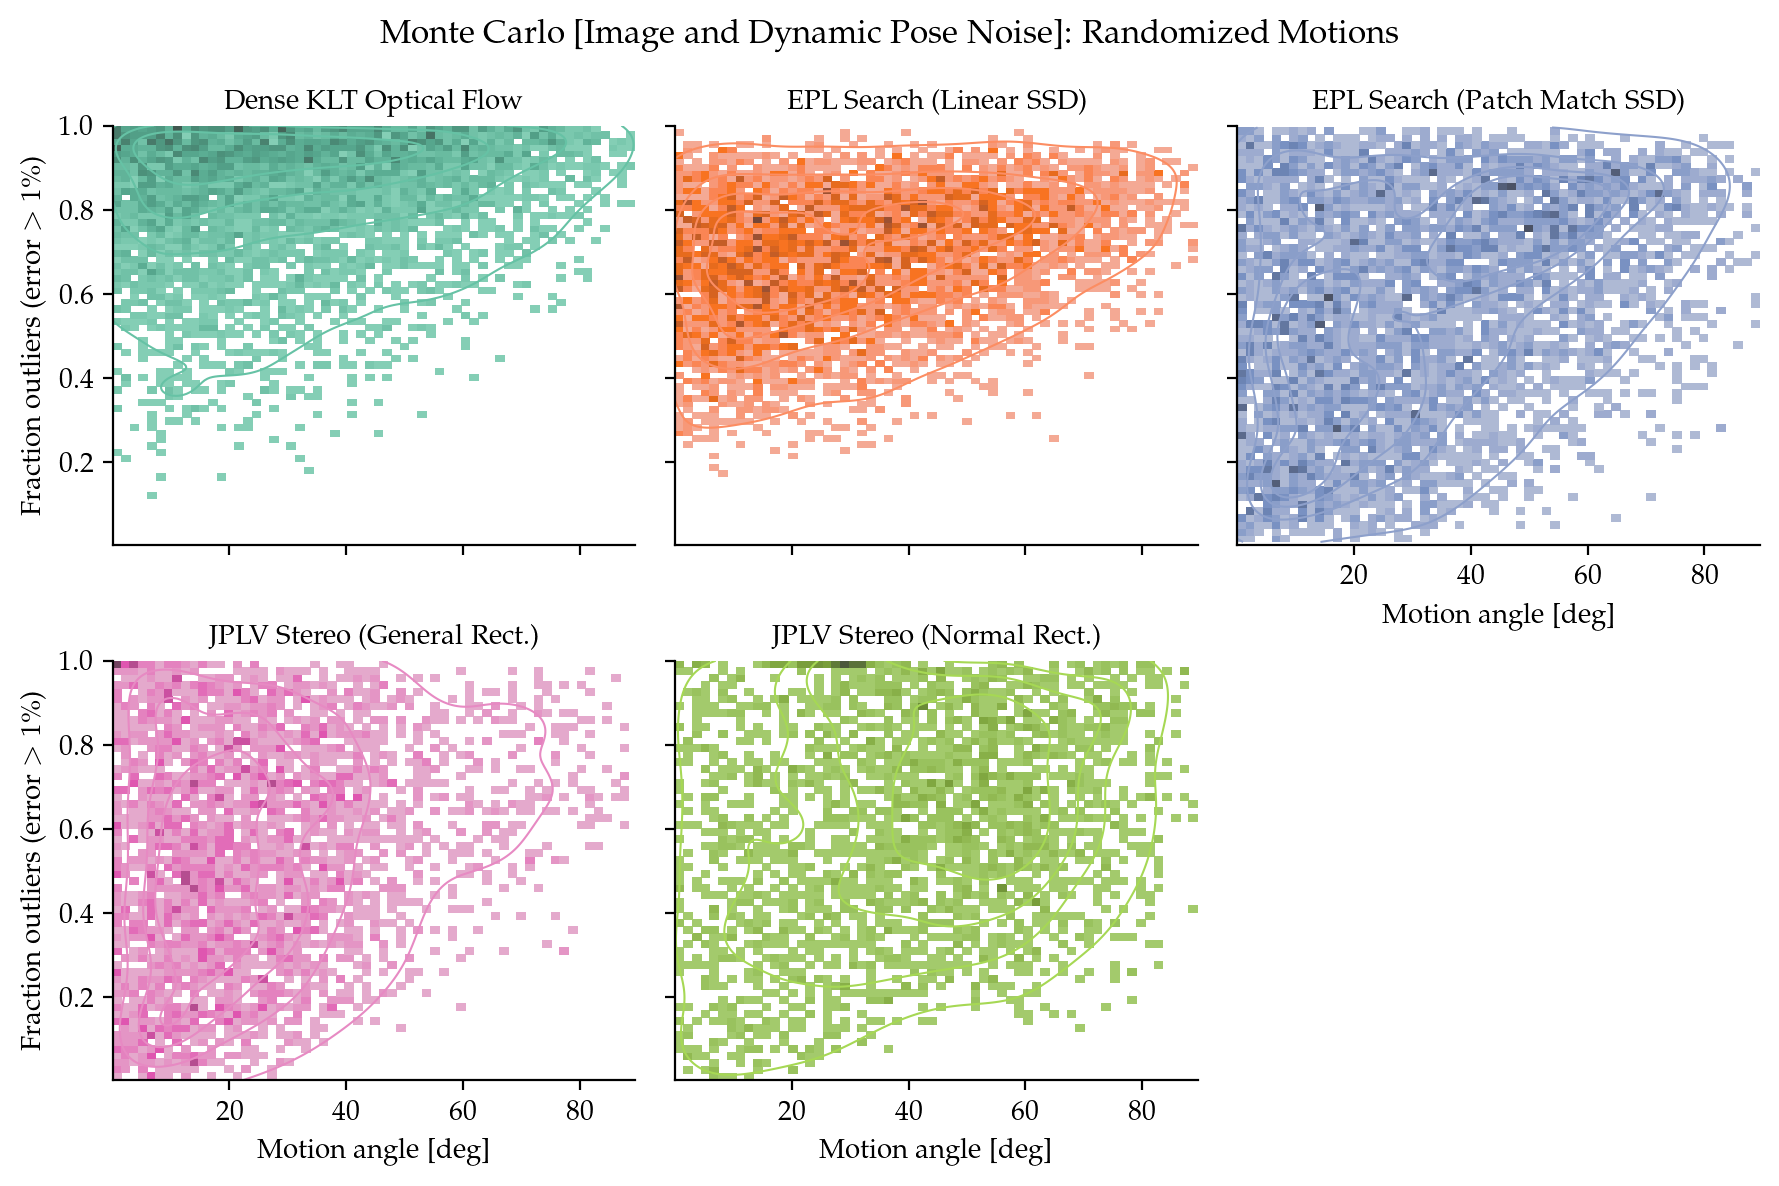 Monte Carlo [Image and Dynamic Pose Noise]: Randomized Motions
Dense KLT Optical Flow
EPL Search (Linear SSD)
EPL Search (Patch Match SSD)
Fraction outliers (error > 1%)
1.0
0.8
0.6
0.4
0.2
20 40 60 80
Motion angle [deg]
JPLV Stereo (General Rect.)
JPLV Stereo (Normal Rect.)
Fraction outliers (error > 1%)
1.0
0.8
0.6
0.4
0.2
20 40 60 80
20 40 60 80
Motion angle [deg]
Motion angle [deg]